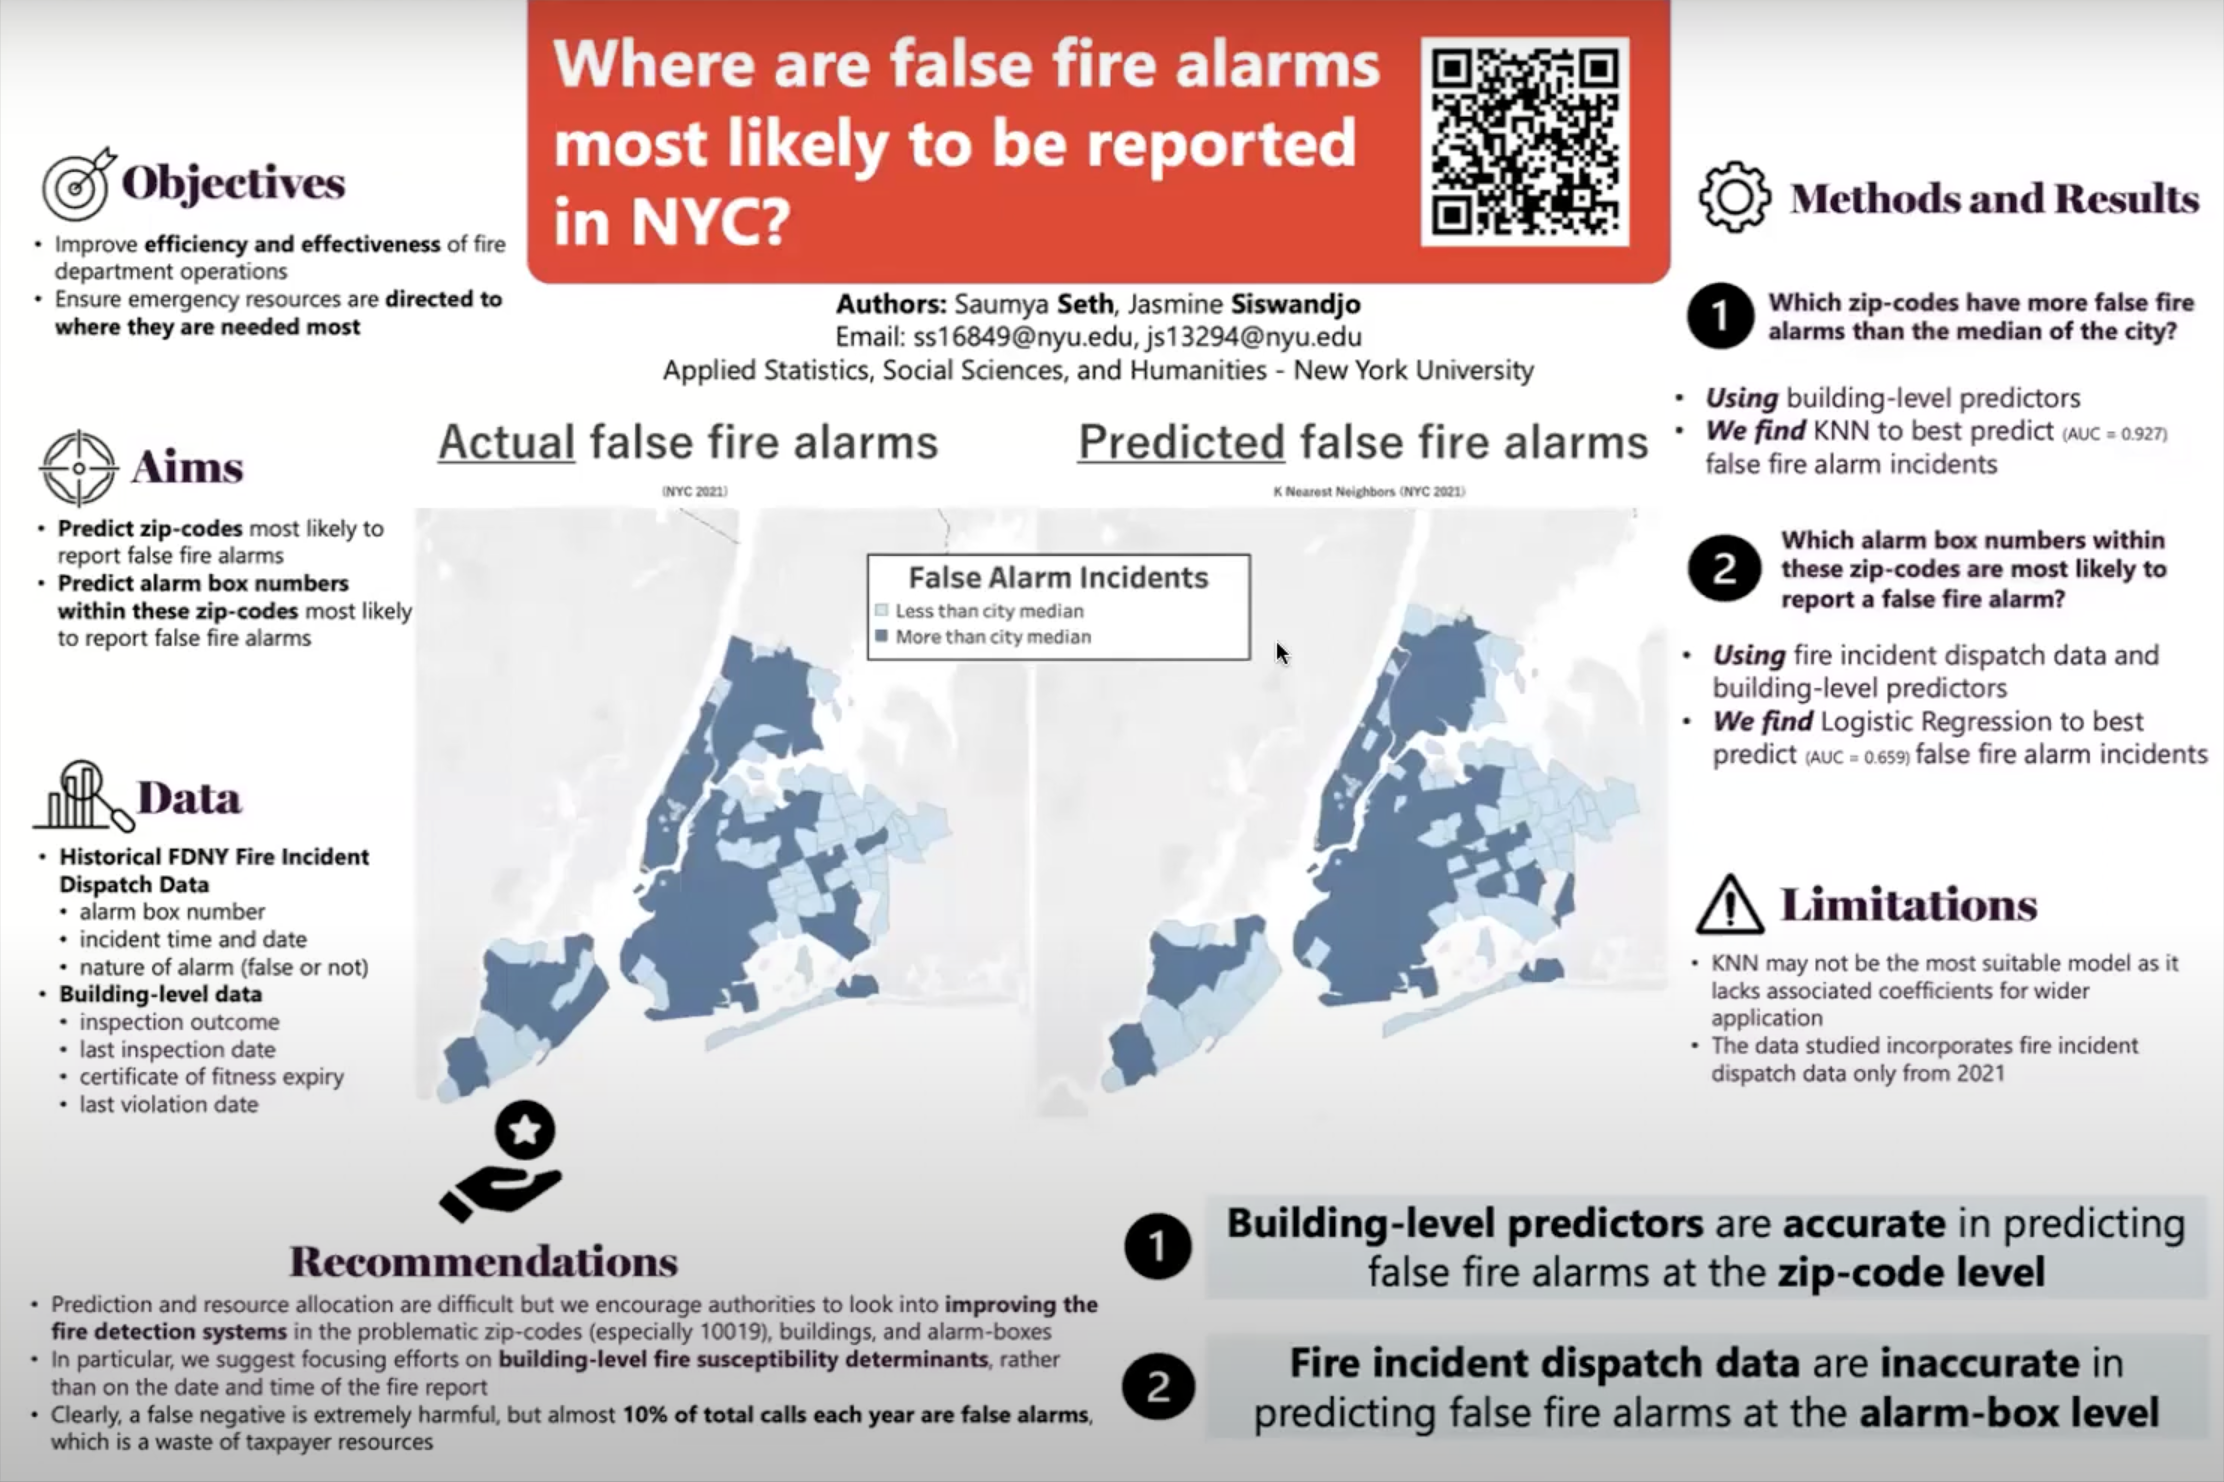 Where are false fire alarms
most likely to be reported
in NYC?
Authors: Saumya Seth, Jasmine Siswandjo
Email: ss16849@nyu.edu, js13294@nyu.edu
Applied Statistics, Social Sciences, and Humanities - New York University
Objectives
• Improve efficiency and effectiveness of fire
department operations
• Ensure emergency resources are directed to
where they are needed most
Aims
• Predict zip-codes most likely to
report false fire alarms
• Predict alarm box numbers
within these zip-codes most likely
to report false fire alarms
Data
• Historical FDNY Fire Incident
Dispatch Data
• alarm box number
• incident time and date
• nature of alarm (false or not)
• Building-level data
• inspection outcome
• last inspection date
• certificate of fitness expiry
• last violation date
Actual false fire alarms
(NYC 2021)
Predicted false fire alarms
K Nearest Neighbors (NYC 2021)
False Alarm Incidents
Less than city median
More than city median
Methods and Results
1
Which zip-codes have more false fire
alarms than the median of the city?
• Using building-level predictors
• We find KNN to best predict (AUC = 0.927)
false fire alarm incidents
2
Which alarm box numbers within
these zip-codes are most likely to
report a false fire alarm?
• Using fire incident dispatch data and
building-level predictors
• We find Logistic Regression to best
predict (AUC = 0.659) false fire alarm incidents
Limitations
• KNN may not be the most suitable model as it
lacks associated coefficients for wider
application
• The data studied incorporates fire incident
dispatch data only from 2021
Recommendations
• Prediction and resource allocation are difficult but we encourage authorities to look into improving the
fire detection systems in the problematic zip-codes (especially 10019), buildings, and alarm-boxes
• In particular, we suggest focusing efforts on building-level fire susceptibility determinants, rather
than on the date and time of the fire report
• Clearly, a false negative is extremely harmful, but almost 10% of total calls each year are false alarms,
which is a waste of taxpayer resources
1
Building-level predictors are accurate in predicting
false fire alarms at the zip-code level
2
Fire incident dispatch data are inaccurate in
predicting false fire alarms at the alarm-box level